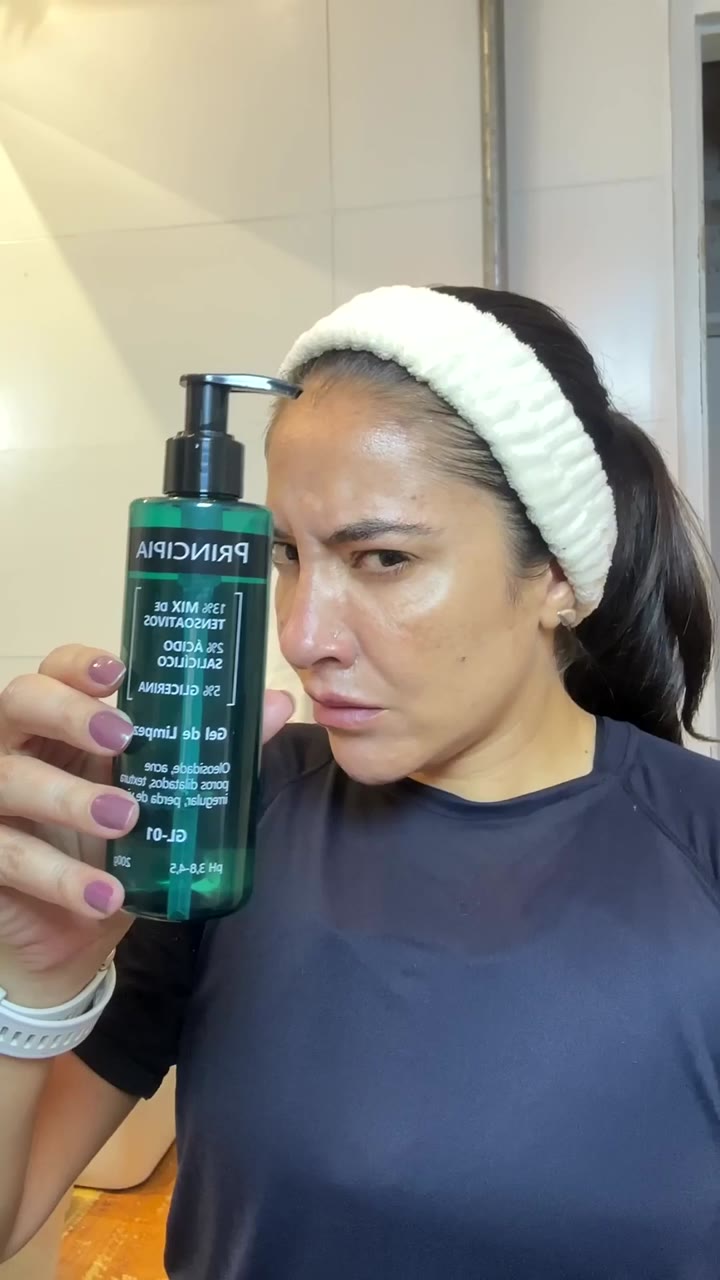 PRINCIPIA
13% MIX DE
TENSOATIVOS
2% ÁCIDO
SALICÍLICO
5% GLICERINA
Gel de Limpez
Oleosidade, acne
poros dilatados, textura
irregular, perda de
GL-01
pH 3,8-4,5
200g